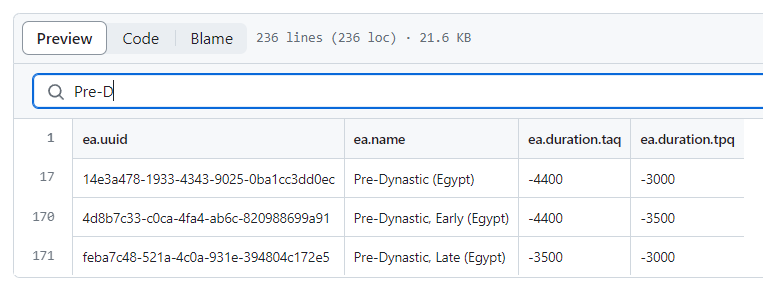 Preview Code Blame 236 lines (236 loc) · 21.6 KB
Pre-D
1 ea.uuid ea.name ea.duration.taq ea.duration.tpq
17 14e3a478-1933-4343-9025-0ba1cc3dd0ec Pre-Dynastic (Egypt) -4400 -3000
170 4d8b7c33-c0ca-4fa4-ab6c-820988699a91 Pre-Dynastic, Early (Egypt) -4400 -3500
171 feba7c48-521a-4c0a-931e-394804c172e5 Pre-Dynastic, Late (Egypt) -3500 -3000